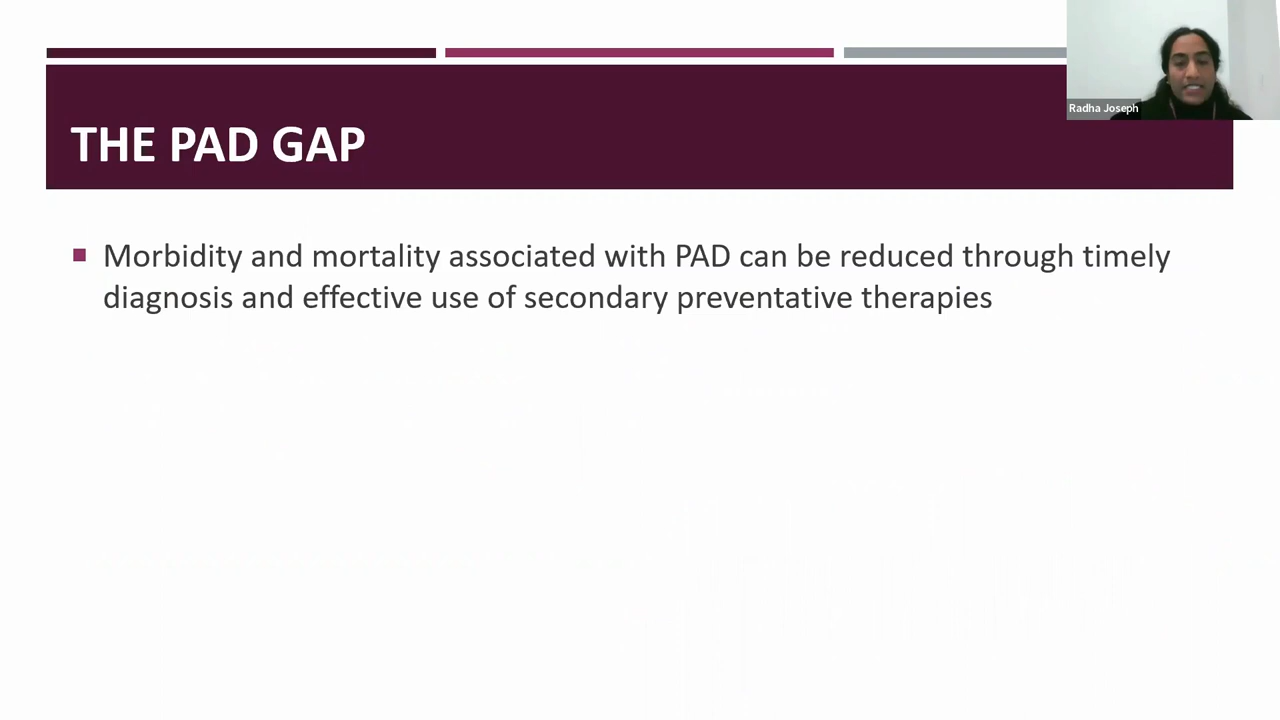 Radha Joseph
THE PAD GAP
Morbidity and mortality associated with PAD can be reduced through timely
diagnosis and effective use of secondary preventative therapies